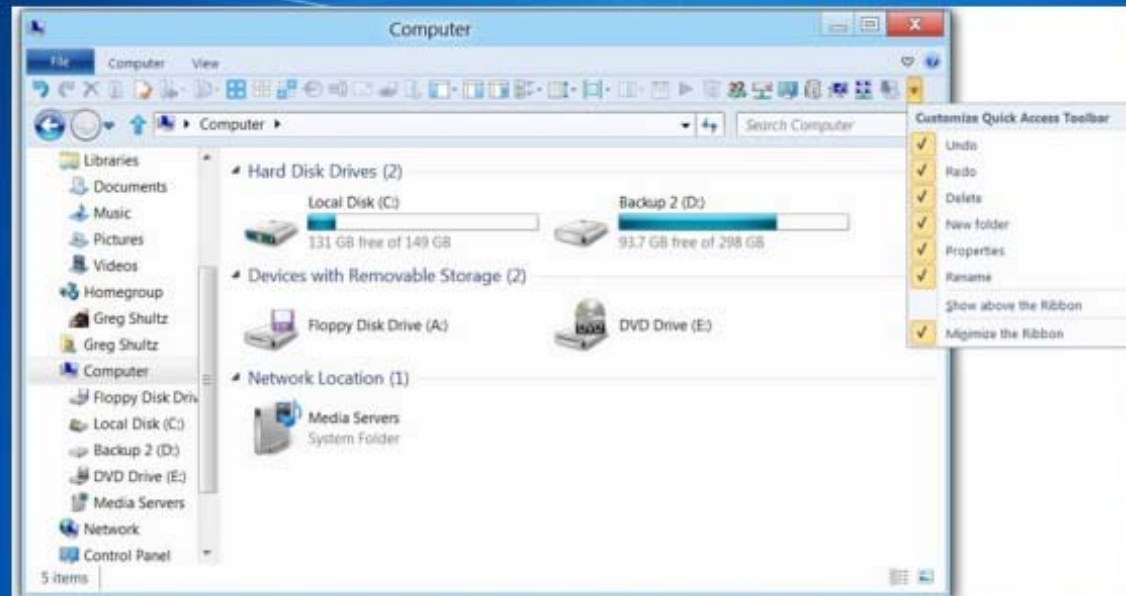 Computer
File Computer View
Computer
Search Computer
Customize Quick Access Toolbar
Undo
Redo
Delete
New folder
Properties
Rename
Show above the Ribbon
Minimize the Ribbon
Libraries
Documents
Music
Pictures
Videos
Homegroup
Greg Shultz
Greg Shultz
Computer
Floppy Disk Driv
Local Disk (C:)
Backup 2 (D:)
DVD Drive (E:)
Media Servers
Network
Control Panel
Hard Disk Drives (2)
Local Disk (C:)
131 GB free of 149 GB
Backup 2 (D:)
93.7 GB free of 298 GB
Devices with Removable Storage (2)
Floppy Disk Drive (A:)
DVD Drive (E:)
Network Location (1)
Media Servers
System Folder
5 items